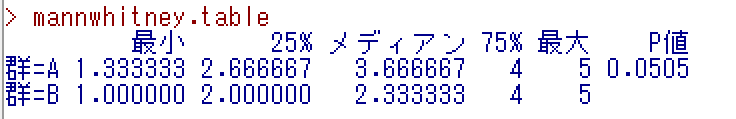 > mannwhitney.table
最小 25% メディアン 75% 最大 P値
群=A 1.333333 2.666667 3.666667 4 5 0.0505
群=B 1.000000 2.000000 2.333333 4 5